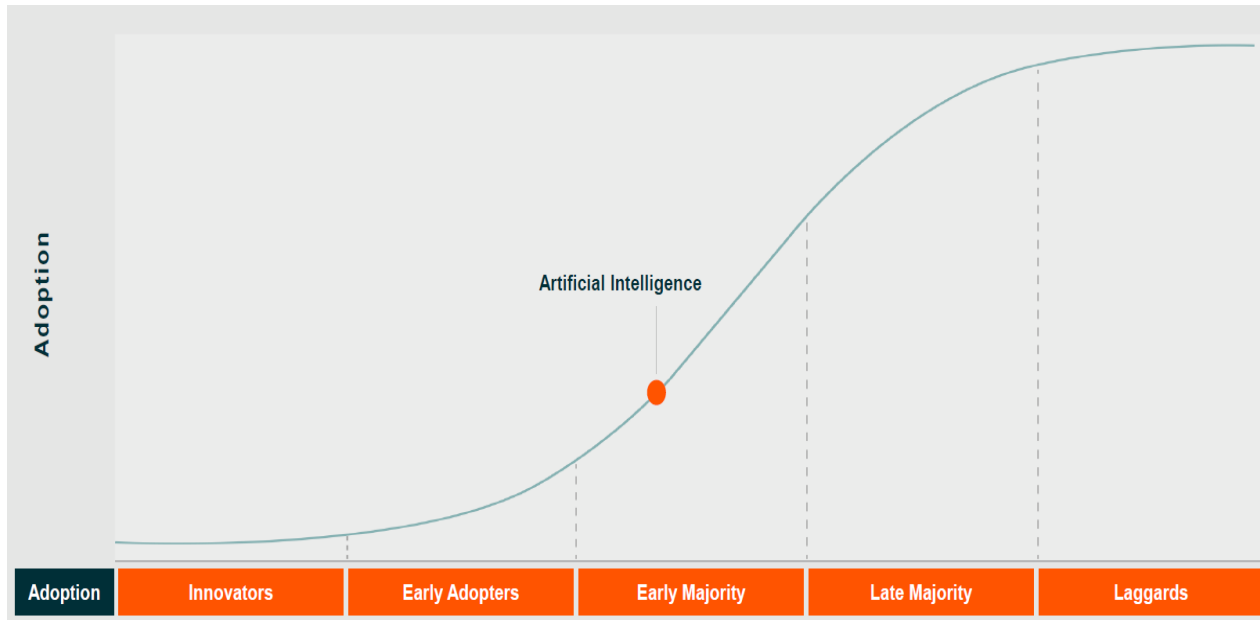 Adoption
Artificial Intelligence
Adoption
Innovators
Early Adopters
Early Majority
Late Majority
Laggards